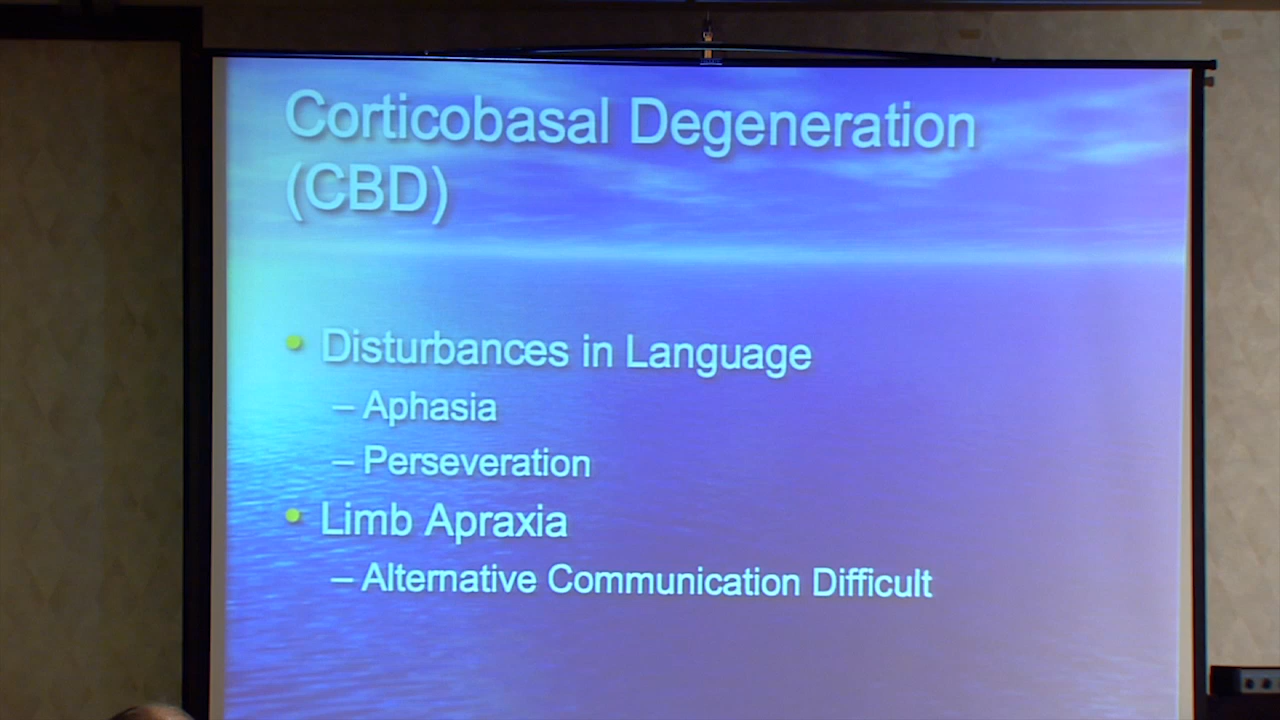 Corticobasal Degeneration
(CBD)
• Disturbances in Language
– Aphasia
– Perseveration
• Limb Apraxia
– Alternative Communication Difficult